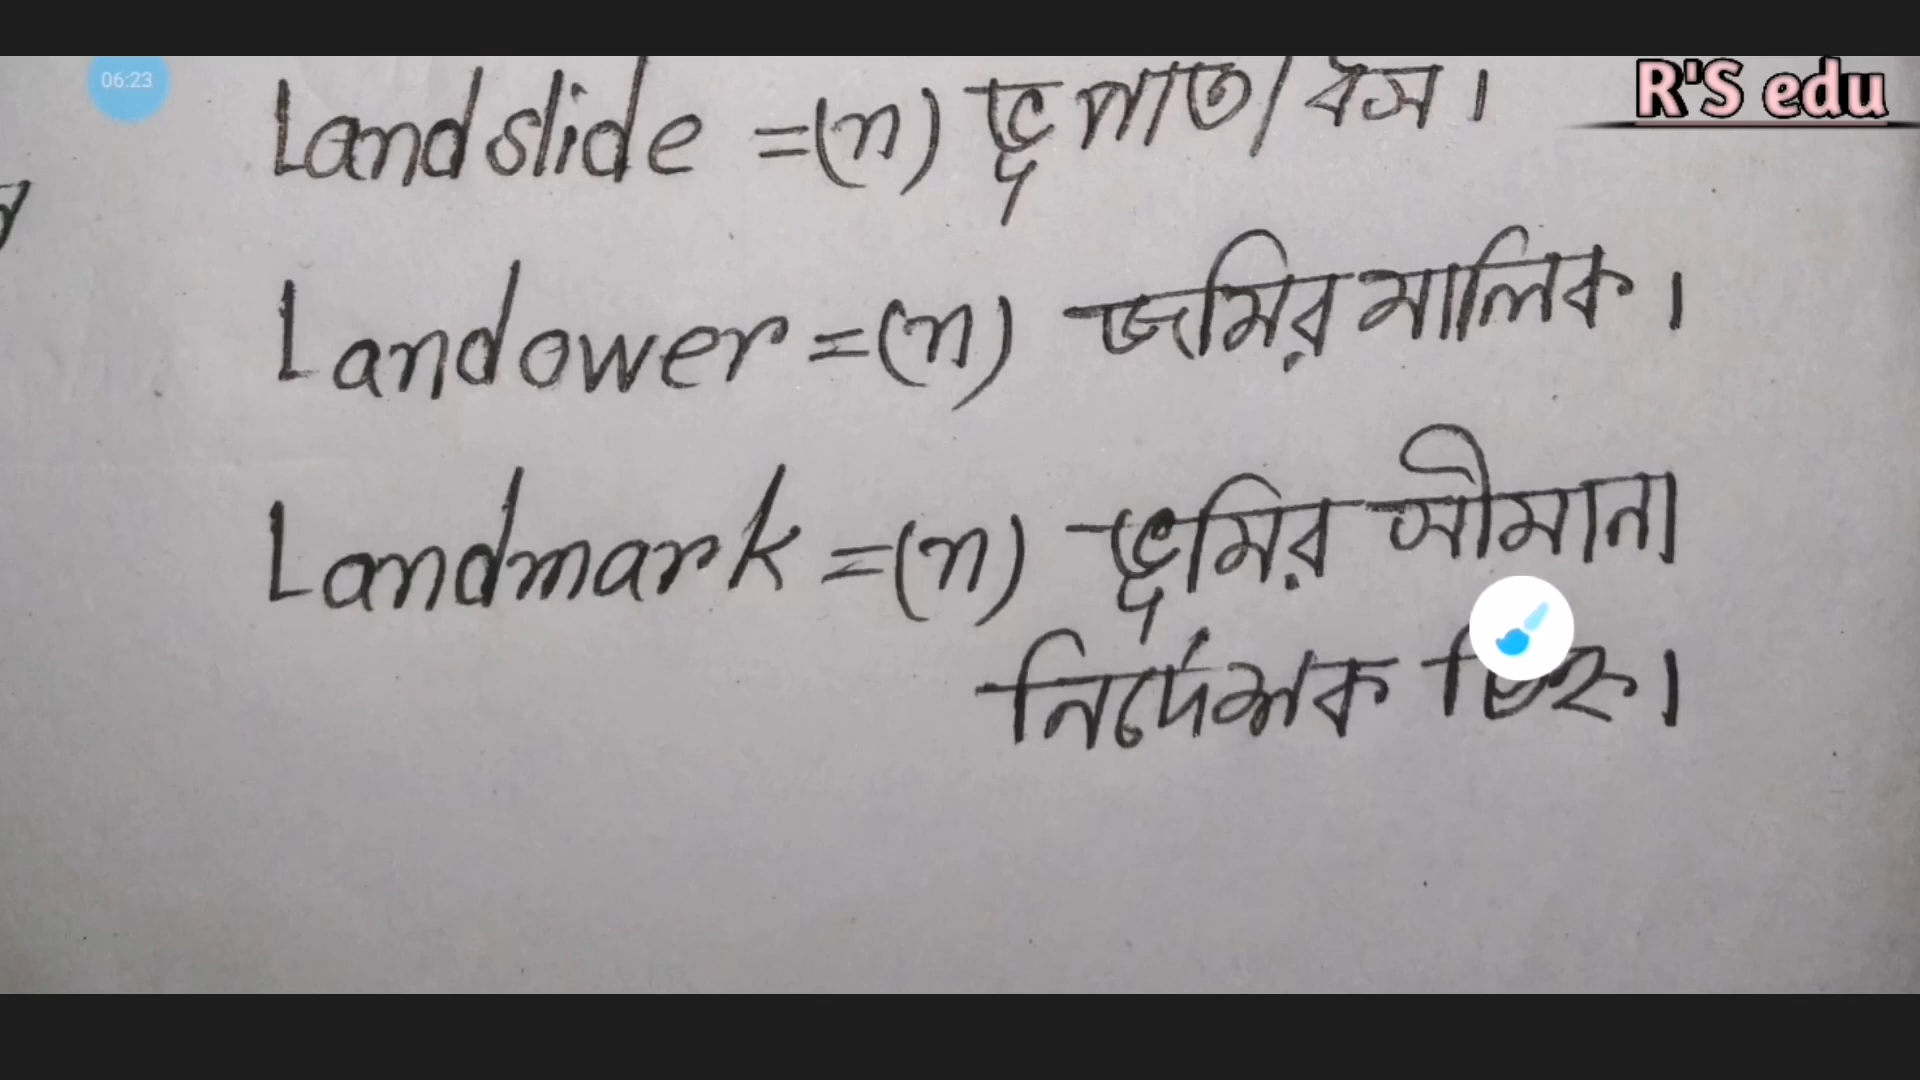 06:23
R'S edu
Landslide =(n) ভূপাত/ধস।
Landower =(n) জমির মালিক।
Landmark =(n) ভূমির সীমানা
নির্দেশক চিহ্ন।